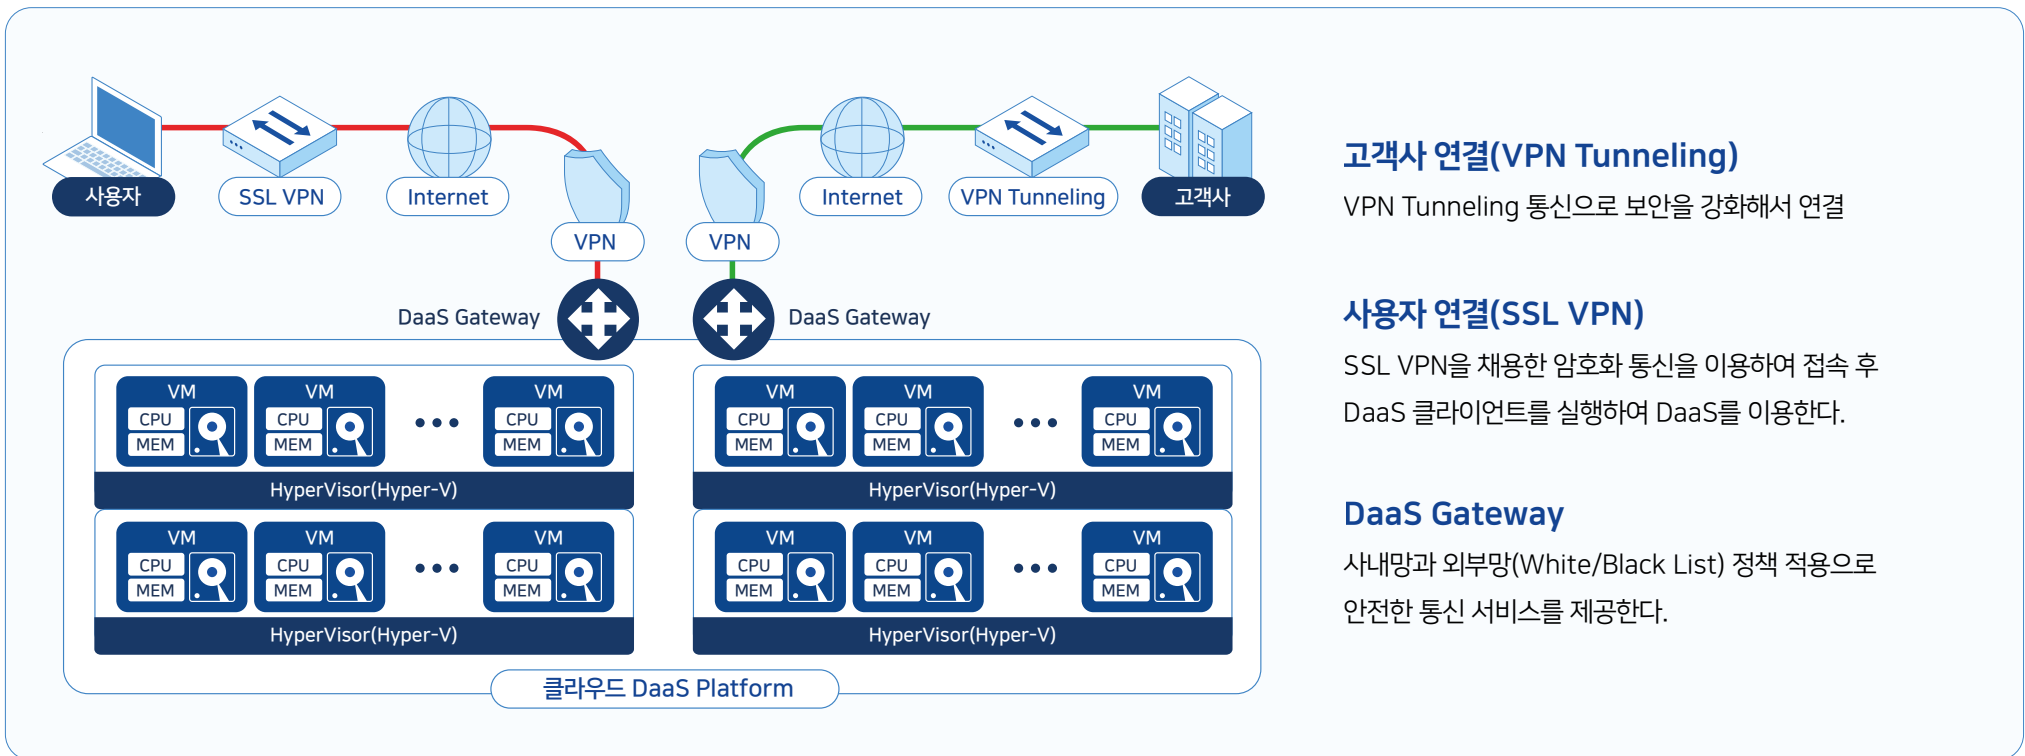 사용자
SSL VPN
Internet
VPN
VPN
Internet
VPN Tunneling
고객사
DaaS Gateway
DaaS Gateway
VM
CPU
MEM
VM
CPU
MEM
VM
CPU
MEM
HyperVisor(Hyper-V)
VM
CPU
MEM
VM
CPU
MEM
VM
CPU
MEM
HyperVisor(Hyper-V)
VM
CPU
MEM
VM
CPU
MEM
VM
CPU
MEM
HyperVisor(Hyper-V)
VM
CPU
MEM
VM
CPU
MEM
VM
CPU
MEM
HyperVisor(Hyper-V)
클라우드 DaaS Platform
고객사 연결(VPN Tunneling)
VPN Tunneling 통신으로 보안을 강화해서 연결
사용자 연결(SSL VPN)
SSL VPN을 채용한 암호화 통신을 이용하여 접속 후
DaaS 클라이언트를 실행하여 DaaS를 이용한다.
DaaS Gateway
사내망과 외부망(White/Black List) 정책 적용으로
안전한 통신 서비스를 제공한다.